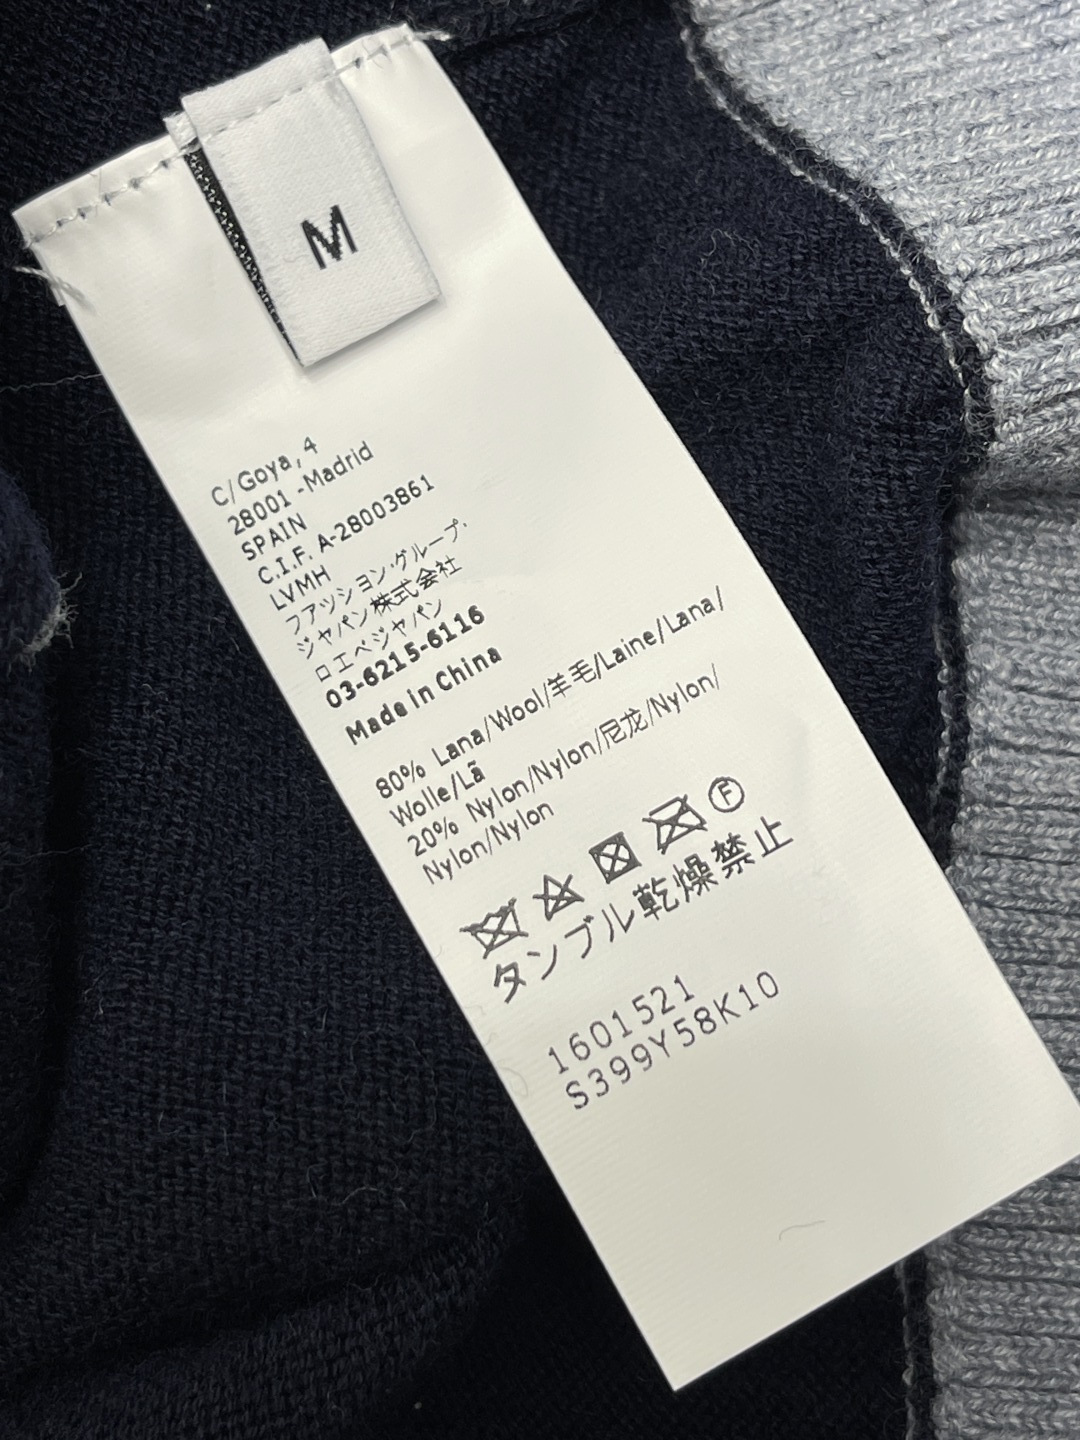 M
C/Goya, 4
28001 -Madrid
SPAIN
C.I.F. A-28003861
LVMH
ファッション・グループ・
ジャパン株式会社
ロエベジャパン
03-6215-6116
Made in China
80% Lana/Wool/羊毛/Laine/Lana/
Wolle/Lã
20% Nylon/Nylon/尼龙/Nylon/
Nylon/Nylon
F
タンブル乾燥禁止
1601521
S399Y58K10